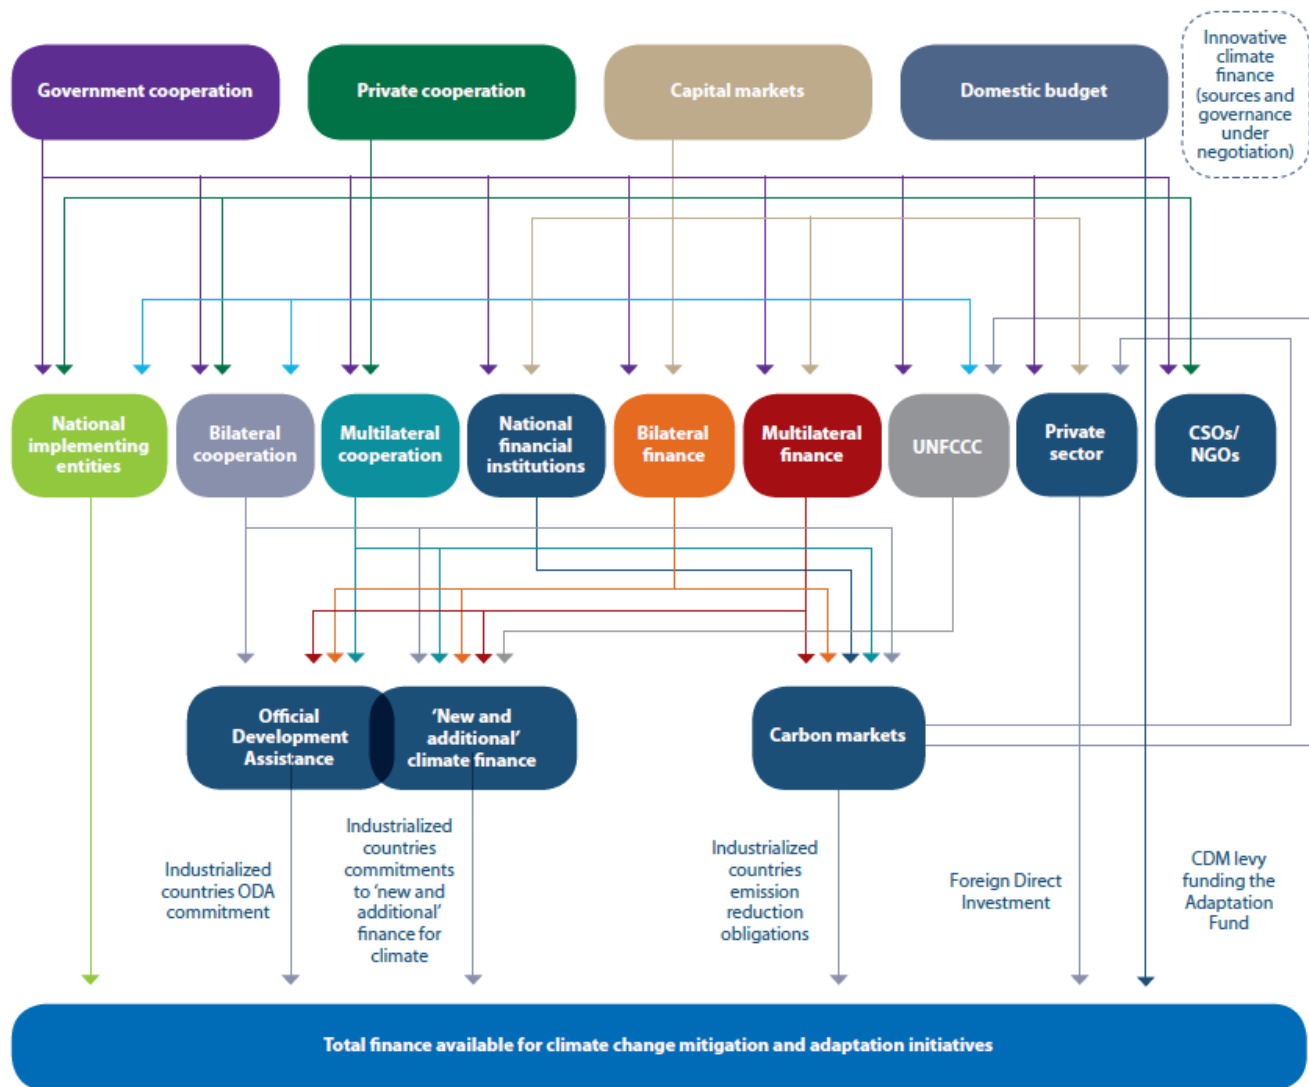 Government cooperation
Private cooperation
Capital markets
Domestic budget
Innovative
climate
finance
(sources and
governance
under
negotiation)
National
implementing
entities
Bilateral
cooperation
Multilateral
cooperation
National
financial
institutions
Bilateral
finance
Multilateral
finance
UNFCCC
Private
sector
CSOs/
NGOs
Official
Development
Assistance
‘New and
additional’
climate finance
Carbon markets
Industrialized
countries ODA
commitment
Industrialized
countries
commitments
to ‘new and
additional’
finance for
climate
Industrialized
countries
emission
reduction
obligations
Foreign Direct
Investment
CDM levy
funding the
Adaptation
Fund
Total finance available for climate change mitigation and adaptation initiatives